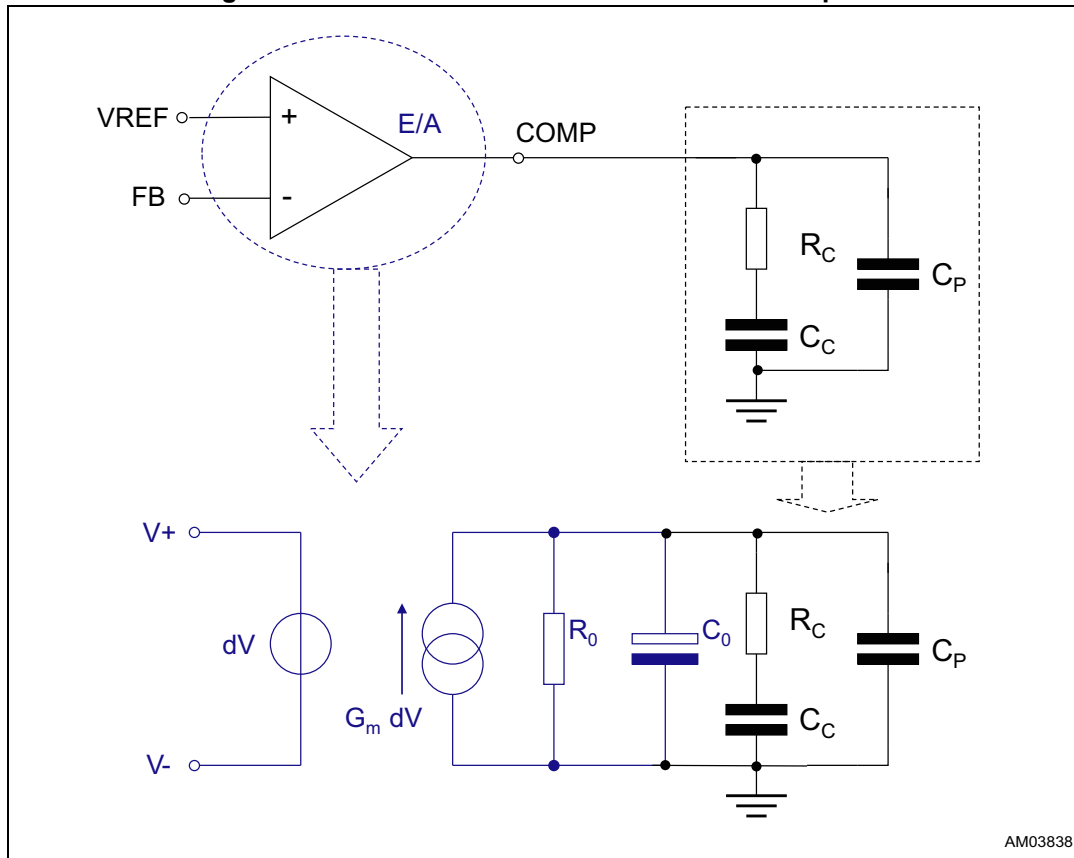 VREF
+
E/A
COMP
FB
-
R_C
C_P
C_C
V+
dV
V-
G_m dV
R_0
C_0
R_C
C_P
C_C
AM03838